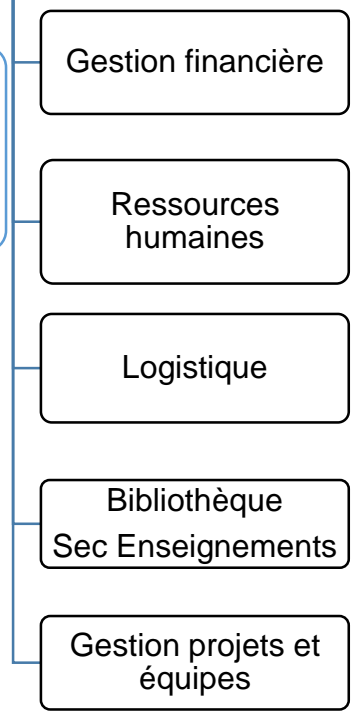 Gestion financière
Ressources
humaines
Logistique
Bibliothèque
Sec Enseignements
Gestion projets et
équipes